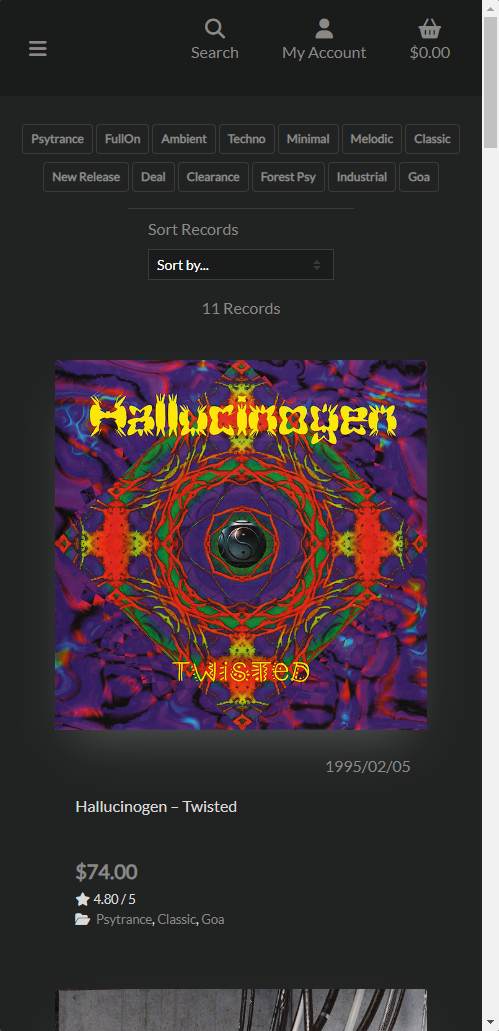 Search My Account $0.00
Psytrance FullOn Ambient Techno Minimal Melodic Classic
New Release Deal Clearance Forest Psy Industrial Goa
Sort Records
Sort by...
11 Records
Hallucinogen
TWiSTED
1995/02/05
Hallucinogen – Twisted
$74.00
4.80 / 5
Psytrance, Classic, Goa